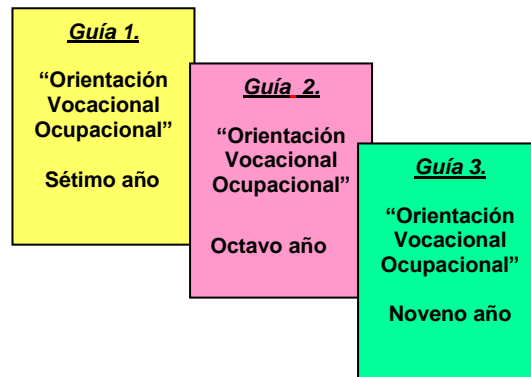 Guía 1.
“Orientación
Vocacional
Ocupacional”
Sétimo año
Guía 2.
“Orientación
Vocacional
Ocupacional”
Octavo año
Guía 3.
“Orientación
Vocacional
Ocupacional”
Noveno año